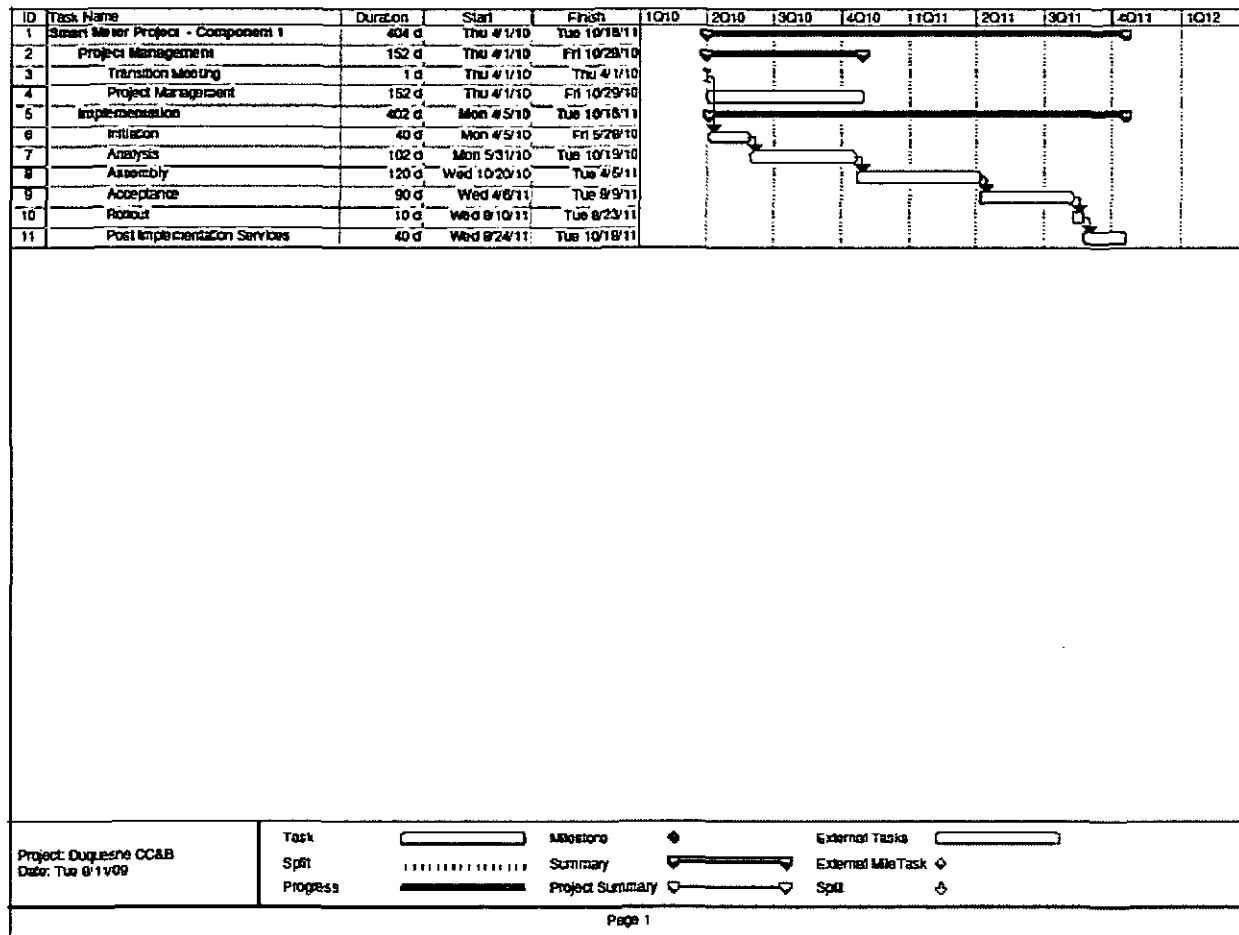 ID Task Name Duration Start Finish 1Q10 2Q10 3Q10 4Q10 1Q11 2Q11 3Q11 4Q11 1Q12
1 Smart Meter Project - Component 1 404 d Thu 4/1/10 Tue 10/18/11
2 Project Management 152 d Thu 4/1/10 Fri 10/29/10
3 Transition Meeting 1 d Thu 4/1/10 Thu 4/1/10
4 Project Management 152 d Thu 4/1/10 Fri 10/29/10
5 Implementation 402 d Mon 4/5/10 Tue 10/18/11
6 Initiation 40 d Mon 4/5/10 Fri 5/28/10
7 Analysis 102 d Mon 5/31/10 Tue 10/19/10
8 Assembly 120 d Wed 10/20/10 Tue 4/5/11
9 Acceptance 90 d Wed 4/6/11 Tue 8/9/11
10 Rollout 10 d Wed 8/10/11 Tue 8/23/11
11 Post Implementation Services 40 d Wed 8/24/11 Tue 10/18/11
Project: Duquesne CC&B
Date: Tue 8/11/09
Task Milestone External Tasks
Split Summary External MileTask
Progress Project Summary Split
Page 1